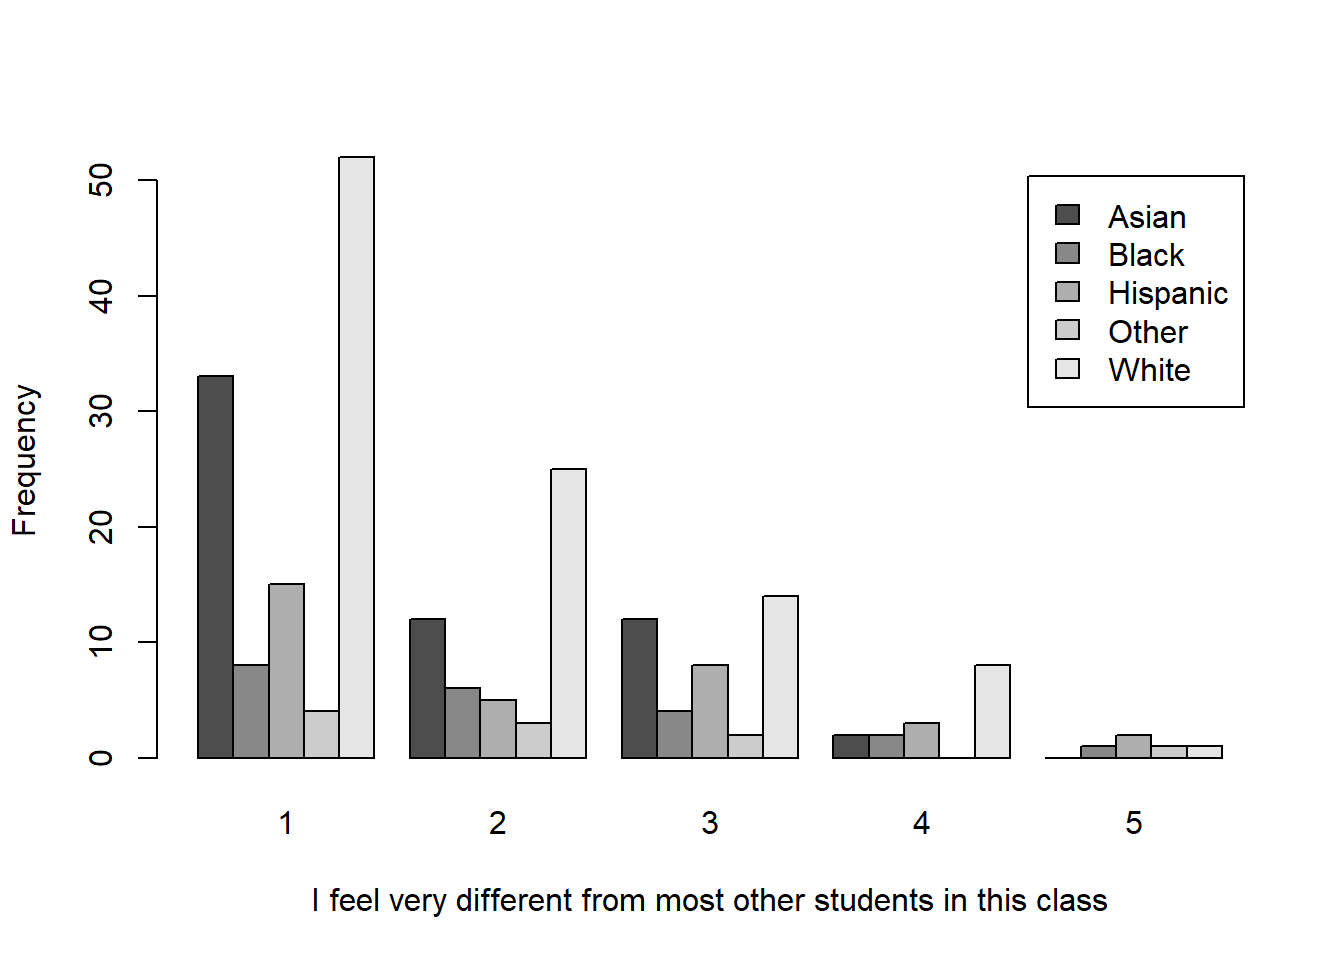 50
40
30
20
10
0
Frequency
Asian
Black
Hispanic
Other
White
1 2 3 4 5
I feel very different from most other students in this class